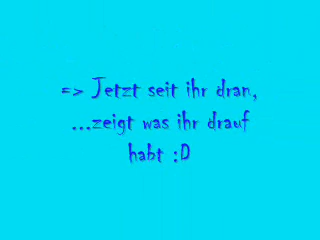 => Jetzt seit ihr dran,
...zeigt was ihr drauf
habt :D